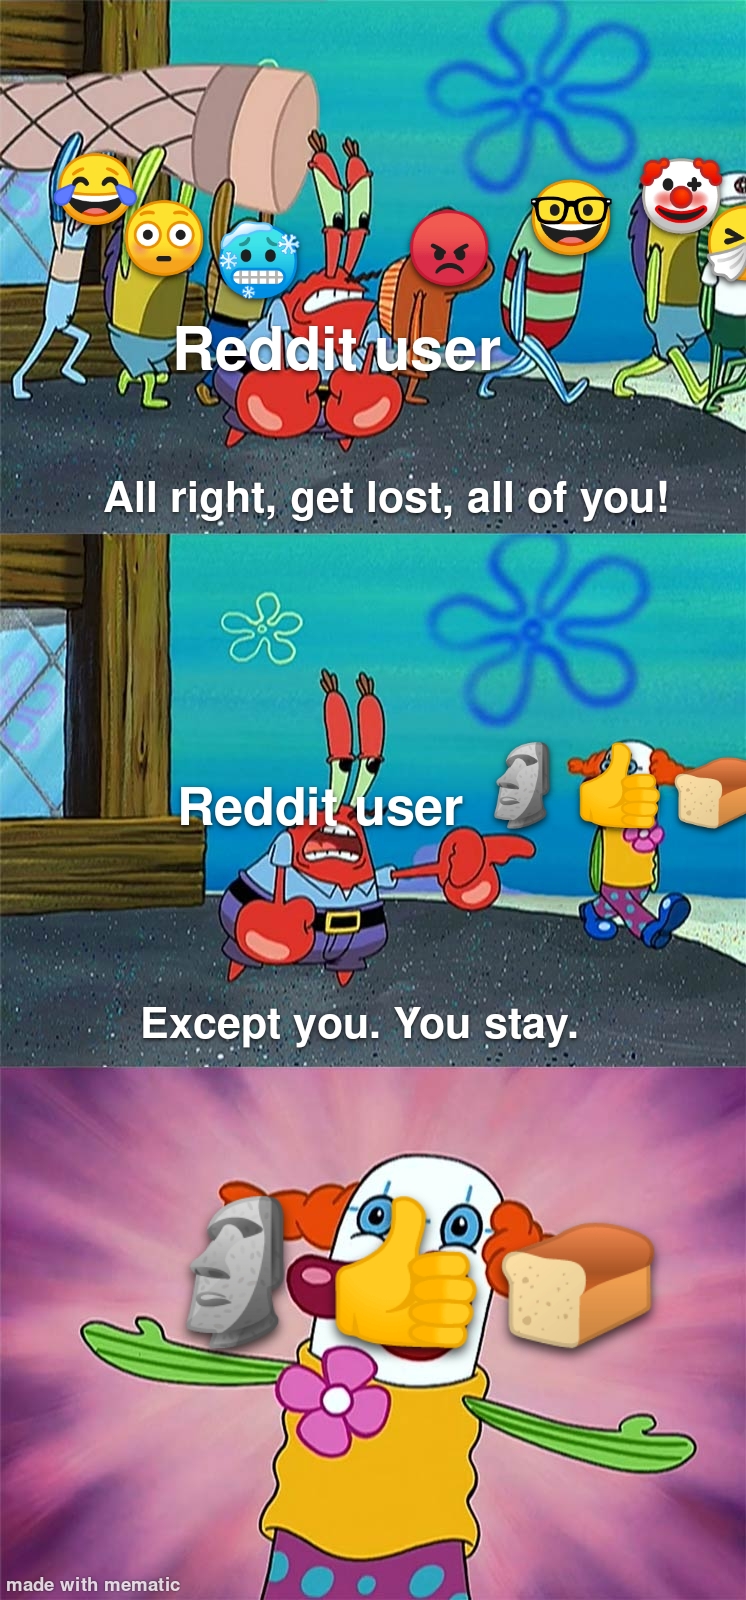 Reddit user
All right, get lost, all of you!
Reddit user
Except you. You stay.
made with mematic